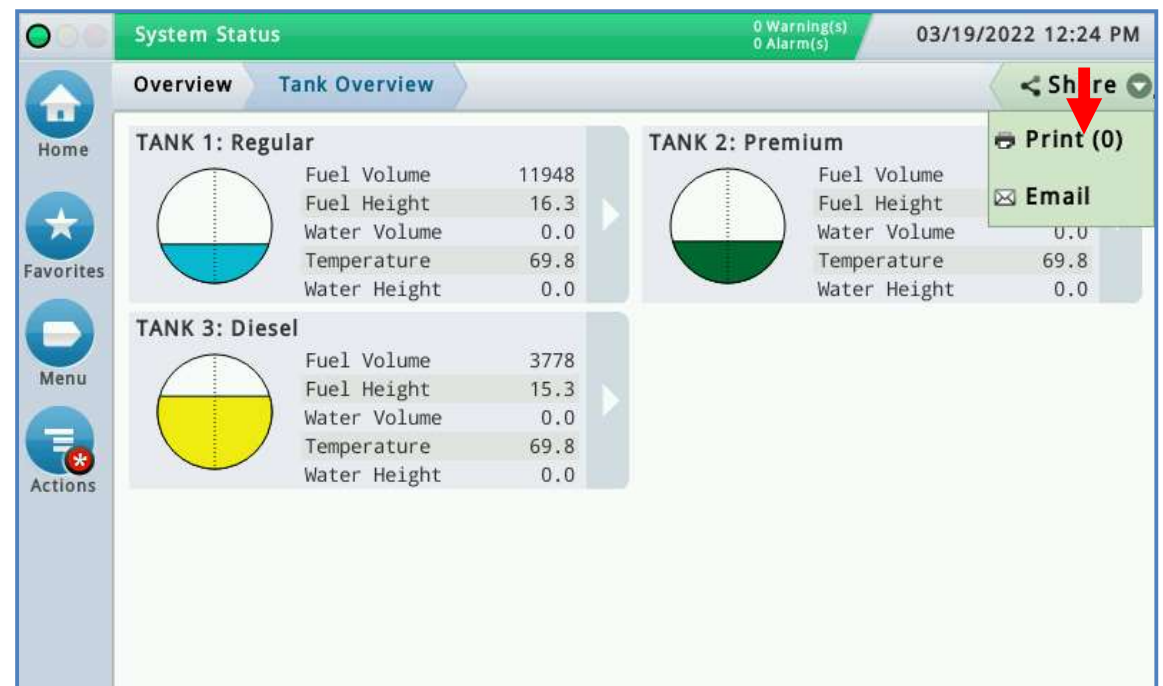 System Status
0 Warning(s)
0 Alarm(s)
03/19/2022 12:24 PM
Overview
Tank Overview
Share
Print (0)
Email
Home
Favorites
Menu
Actions
TANK 1: Regular
Fuel Volume 11948
Fuel Height 16.3
Water Volume 0.0
Temperature 69.8
Water Height 0.0
TANK 2: Premium
Fuel Volume
Fuel Height
Water Volume 0.0
Temperature 69.8
Water Height 0.0
TANK 3: Diesel
Fuel Volume 3778
Fuel Height 15.3
Water Volume 0.0
Temperature 69.8
Water Height 0.0